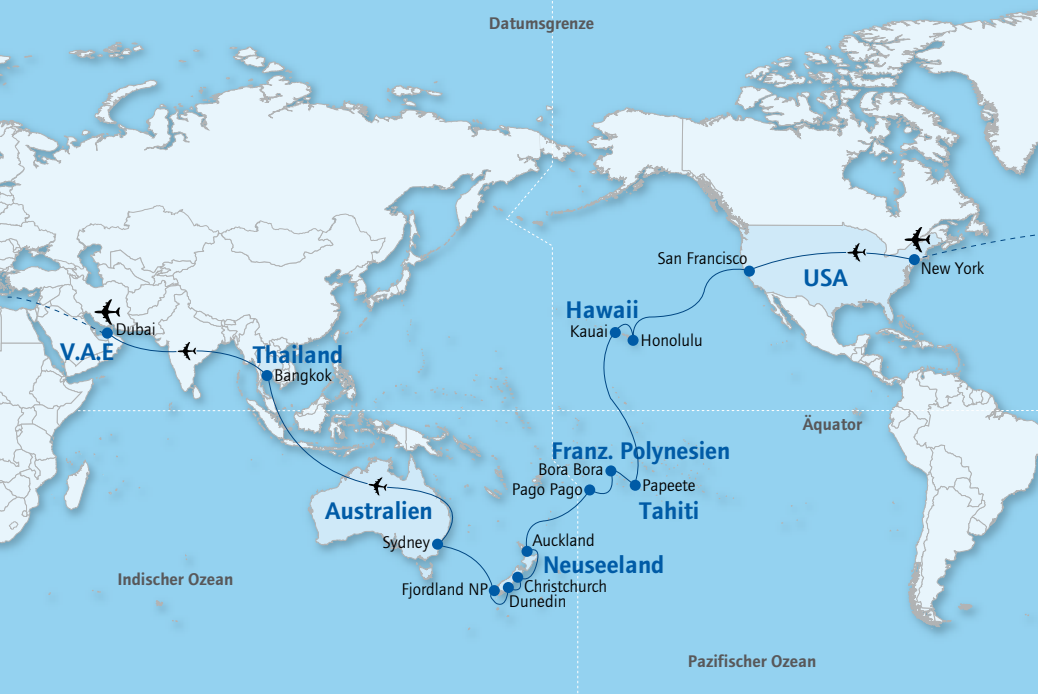 Datumsgrenze
San Francisco
New York
USA
Hawaii
Kauai
Honolulu
Dubai
V.A.E
Thailand
Bangkok
Äquator
Franz. Polynesien
Bora Bora
Pago Pago
Papeete
Tahiti
Australien
Sydney
Auckland
Neuseeland
Indischer Ozean
Fjordland NP
Christchurch
Dunedin
Pazifischer Ozean